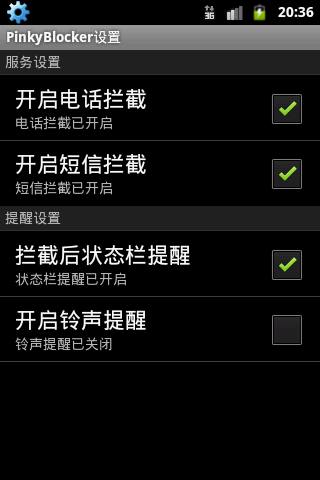 3G
20:36
PinkyBlocker设置
服务设置
开启电话拦截
电话拦截已开启
开启短信拦截
短信拦截已开启
提醒设置
拦截后状态栏提醒
状态栏提醒已开启
开启铃声提醒
铃声提醒已关闭